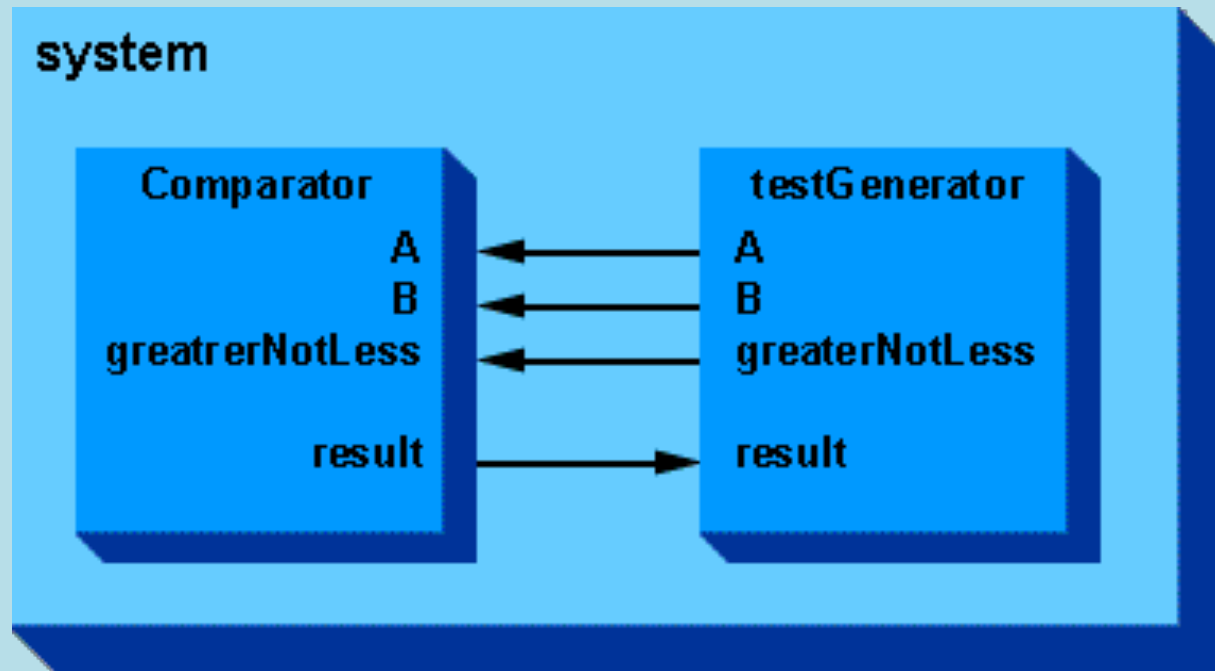 system
Comparator
A
B
greatrerNotLess
result
testGenerator
A
B
greaterNotLess
result